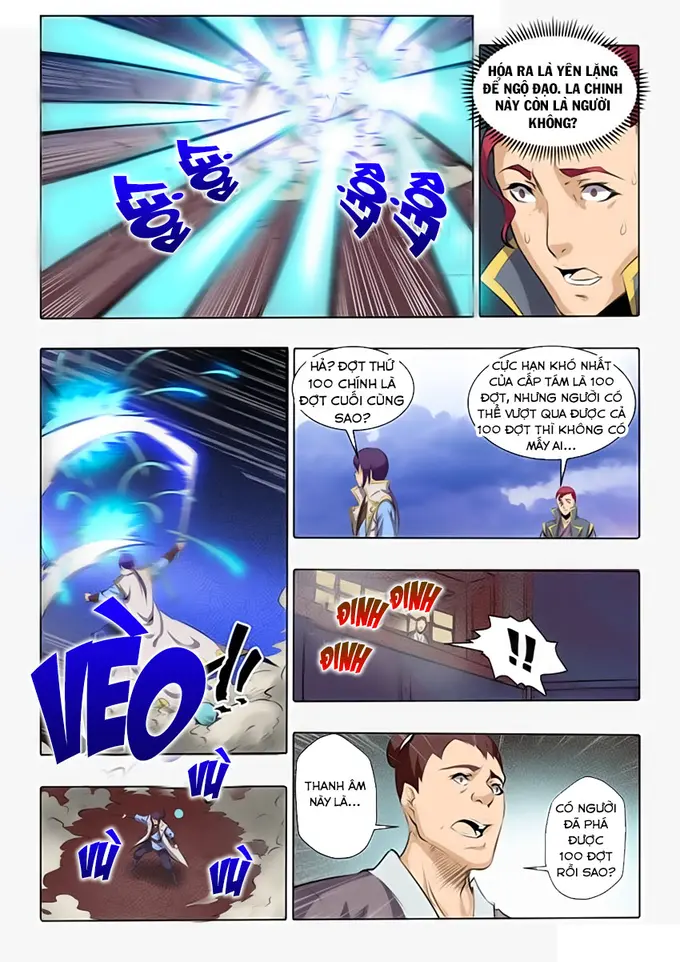 RỘT
RỘT
RỘT
RỘT
HÓA RA LÀ YÊN LẶNG
ĐỂ NGỘ ĐẠO. LA CHINH
NÀY CÒN LÀ NGƯỜI
KHÔNG?
VÈO
HẢ? ĐỢT THỨ
100 CHÍNH LÀ
ĐỢT CUỐI CÙNG
SAO?
CỰC HẠN KHÓ NHẤT
CỦA CẤP TÁM LÀ 100
ĐỢT, NHƯNG NGƯỜI CÓ
THỂ VƯỢT QUA ĐƯỢC CẢ
100 ĐỢT THÌ KHÔNG CÓ
MẤY AI...
!!
ĐINH
ĐINH
ĐINH
!!
VÙ
VÙ
VÙ
THANH ÂM
NÀY LÀ...
CÓ NGƯỜI
ĐÃ PHÁ
ĐƯỢC
100 ĐỢT
RỒI SAO?